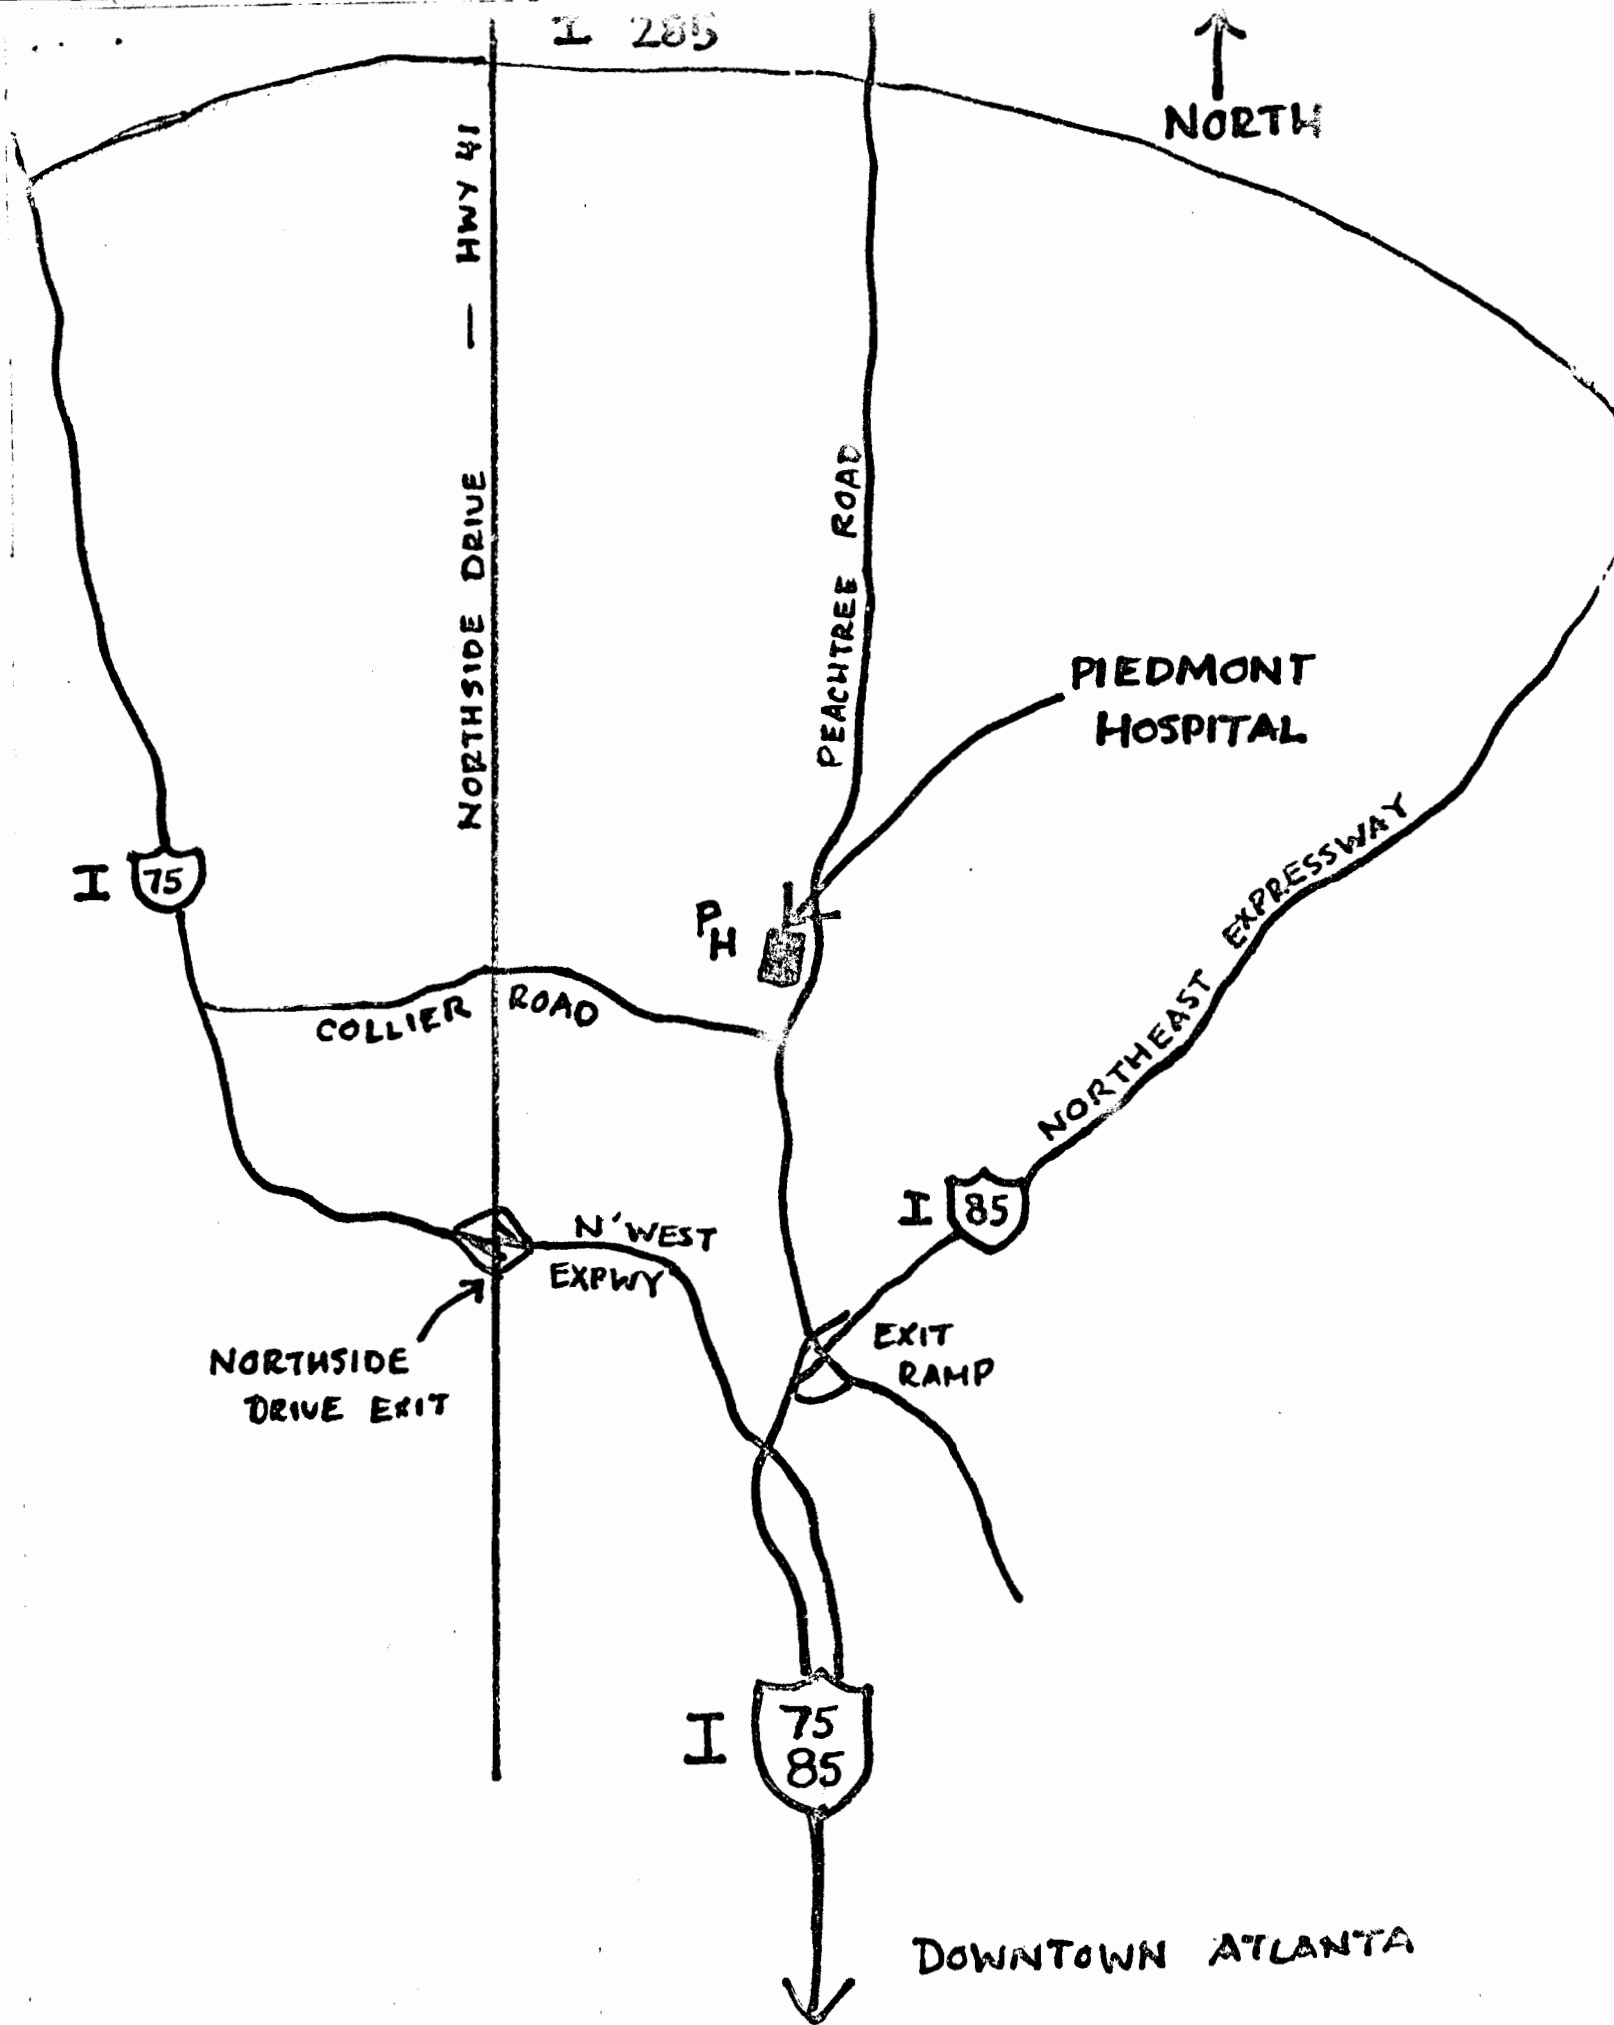 I 285
NORTH
HWY 41
—
NORTHSIDE DRIVE
PEACHTREE ROAD
PIEDMONT
HOSPITAL
I 75
PH
COLLIER ROAD
NORTHEAST EXPRESSWAY
I 85
N'WEST
EXPWY
NORTHSIDE
DRIVE EXIT
EXIT
RAMP
I 75
85
DOWNTOWN ATLANTA